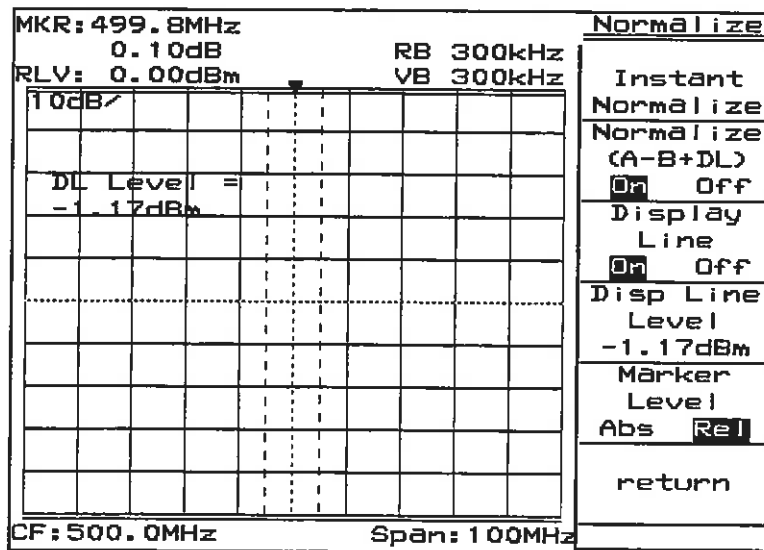 MKR:499.8MHz
0.10dB
RB 300kHz
RLV: 0.00dBm
VB 300kHz
10dB/
DL Level =
-1.17dBm
CF:500.0MHz
Span:100MHz
Normalize
Instant
Normalize
Normalize
(A-B+DL)
On Off
Display
Line
On Off
Disp Line
Level
-1.17dBm
Marker
Level
Abs Rel
return